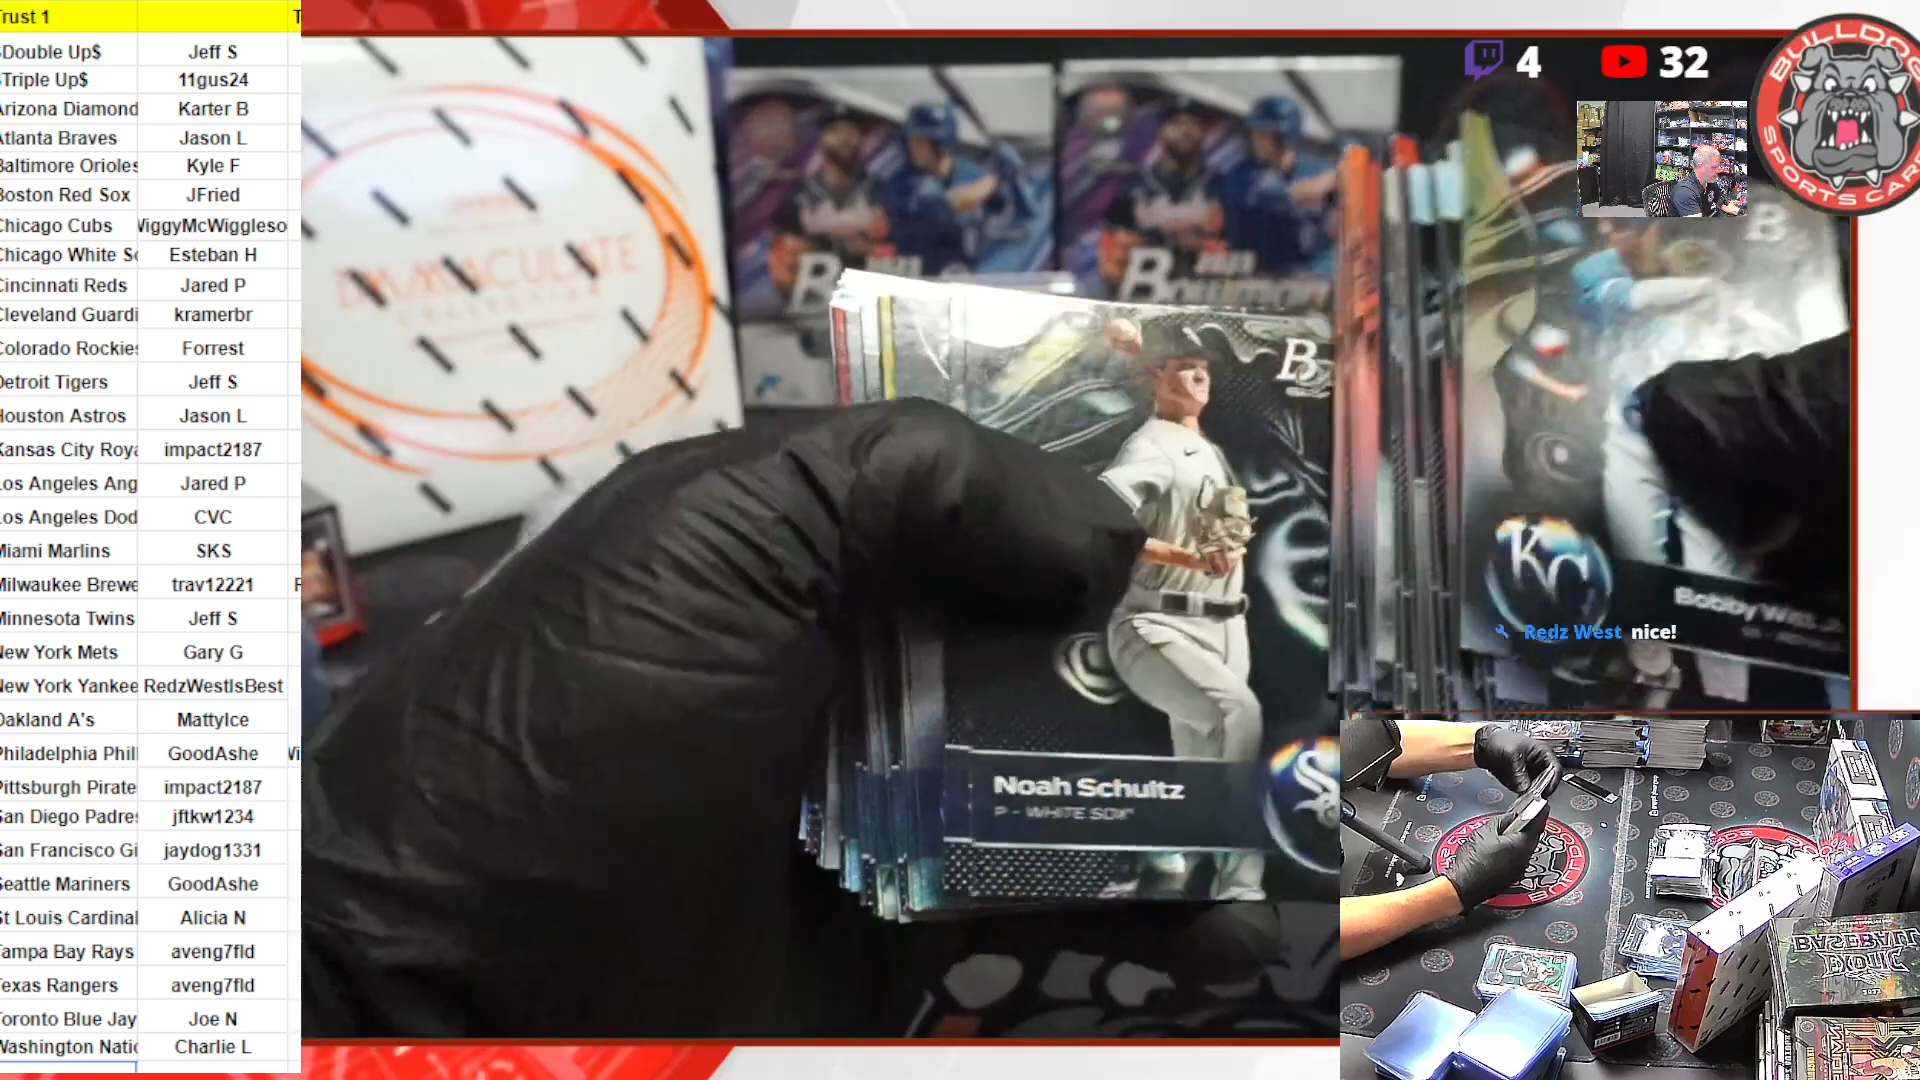 Trust 1
$Double Up$ Jeff S
$Triple Up$ 11gus24
Arizona Diamond Karter B
Atlanta Braves Jason L
Baltimore Orioles Kyle F
Boston Red Sox JFried
Chicago Cubs WiggyMcWiggleso
Chicago White So Esteban H
Cincinnati Reds Jared P
Cleveland Guardi kramerbr
Colorado Rockies Forrest
Detroit Tigers Jeff S
Houston Astros Jason L
Kansas City Roya impact2187
Los Angeles Ang Jared P
Los Angeles Dod CVC
Miami Marlins SKS
Milwaukee Brewe trav12221
Minnesota Twins Jeff S
New York Mets Gary G
New York Yankee RedzWestIsBest
Oakland A's MattyIce
Philadelphia Phil GoodAshe
Pittsburgh Pirate impact2187
San Diego Padres jftkw1234
San Francisco Gi jaydog1331
Seattle Mariners GoodAshe
St Louis Cardinal Alicia N
Tampa Bay Rays aveng7fld
Texas Rangers aveng7fld
Toronto Blue Jay Joe N
Washington Natio Charlie L
4 32
BULLDOG
SPORTS CARDS
IMMACULATE
COLLECTION
Bowman
B
B
KC
Bobby Witt Jr.
Redz West nice!
Noah Schultz
P - WHITE SOX
BASEBALL